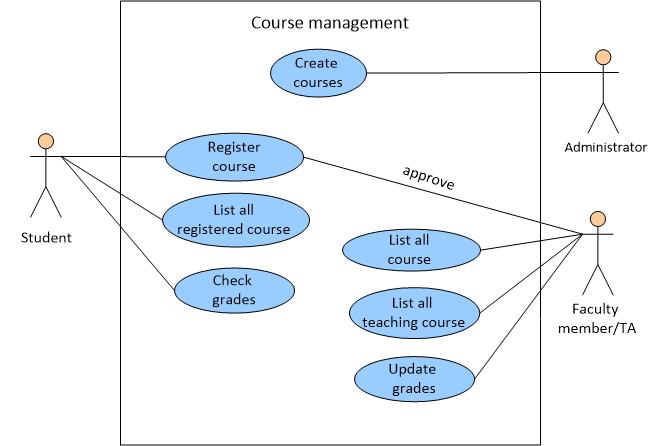 Course management
Create
courses
Administrator
Register
course
approve
List all
registered course
Student
List all
course
Check
grades
List all
teaching course
Faculty
member/TA
Update
grades